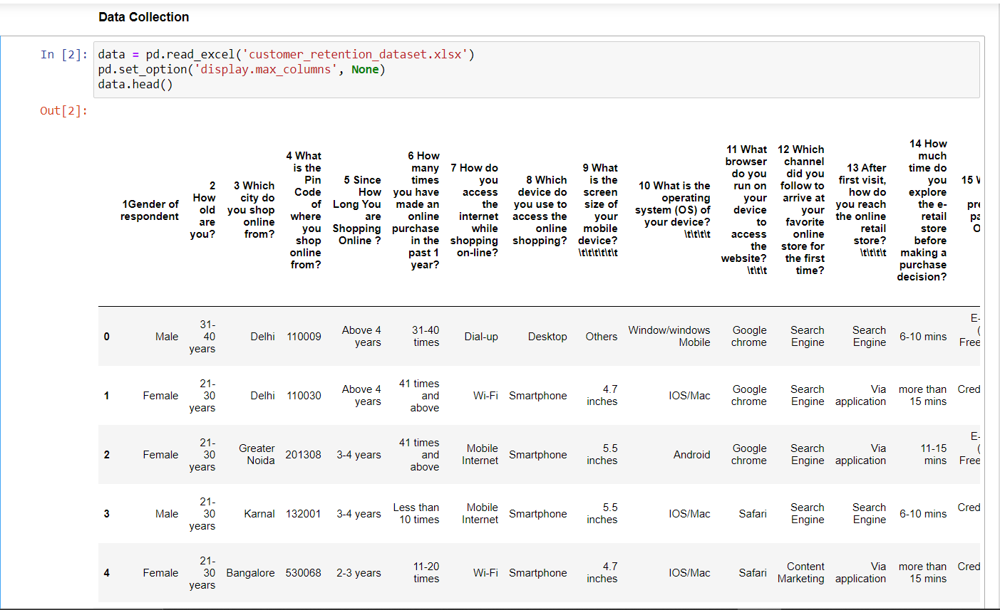 Data Collection
In [2]: data = pd.read_excel('customer_retention_dataset.xlsx')
pd.set_option('display.max_columns', None)
data.head()
Out[2]:
1Gender of
respondent
2
How
old
are
you?
3 Which
city do
you shop
online
from?
4 What
is the
Pin
Code
of
where
you
shop
online
from?
5 Since
How
Long You
are
Shopping
Online ?
6 How
many
times
you have
made an
online
purchase
in the
past 1
year?
7 How do
you
access
the
internet
while
shopping
on-line?
8 Which
device do
you use to
access the
online
shopping?
9 What
is the
screen
size of
your
mobile
device?
\t\t\t\t\t\t
10 What is the
operating
system (OS) of
your device?
\t\t\t\t
11 What
browser
do you
run on
your
device
to
access
the
website?
\t\t\t
12 Which
channel
did you
follow to
arrive at
your
favorite
online
store for
the first
time?
13 After
first visit,
how do
you reach
the online
retail
store?
\t\t\t\t
14 How
much
time do
you
explore
the e-
retail
store
before
making a
purchase
decision?
15
pre
pa
O
0
Male
31-
40
years
Delhi
110009
Above 4
years
31-40
times
Dial-up
Desktop
Others
Window/windows
Mobile
Google
chrome
Search
Engine
Search
Engine
6-10 mins
E-
(
Free
1
Female
21-
30
years
Delhi
110030
Above 4
years
41 times
and
above
Wi-Fi
Smartphone
4.7
inches
IOS/Mac
Google
chrome
Search
Engine
Via
application
more than
15 mins
Cred
2
Female
21-
30
years
Greater
Noida
201308
3-4 years
41 times
and
above
Mobile
Internet
Smartphone
5.5
inches
Android
Google
chrome
Search
Engine
Via
application
11-15
mins
E-
(
Free
3
Male
21-
30
years
Karnal
132001
3-4 years
Less than
10 times
Mobile
Internet
Smartphone
5.5
inches
IOS/Mac
Safari
Search
Engine
Search
Engine
6-10 mins
Cred
4
Female
21-
30
years
Bangalore
530068
2-3 years
11-20
times
Wi-Fi
Smartphone
4.7
inches
IOS/Mac
Safari
Content
Marketing
Via
application
more than
15 mins
Cred